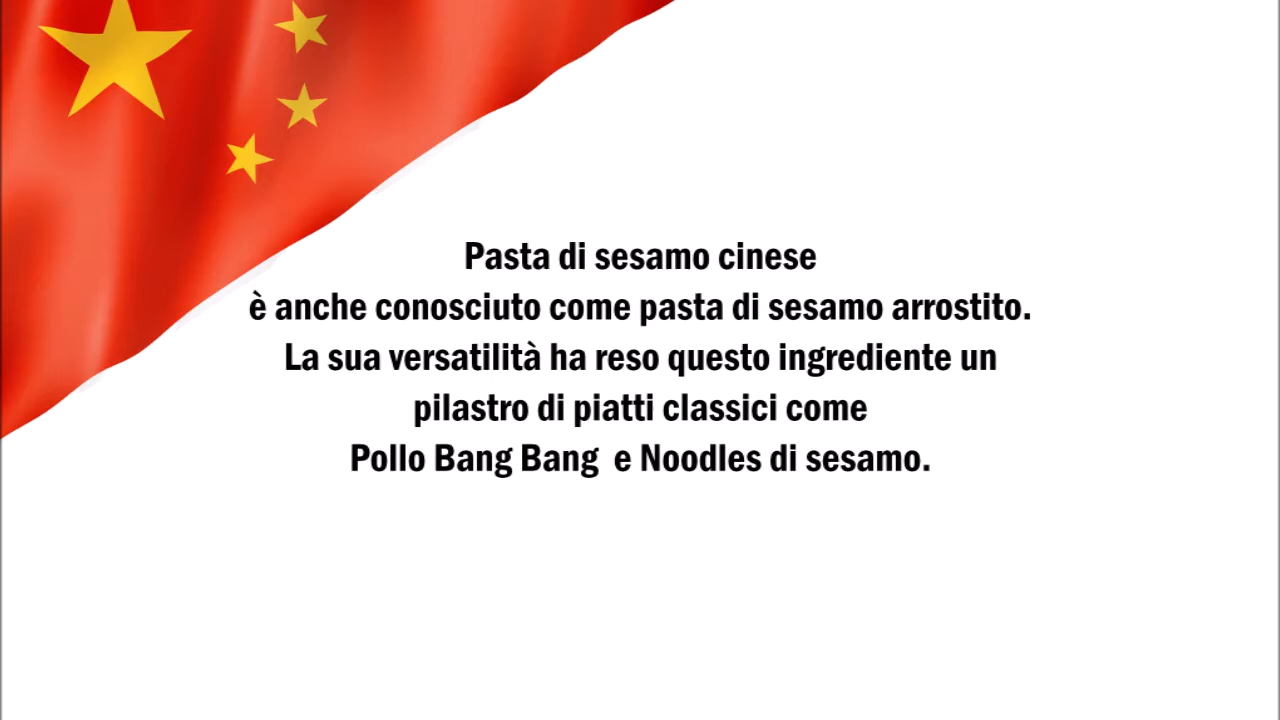 Pasta di sesamo cinese
è anche conosciuto come pasta di sesamo arrostito.
La sua versatilità ha reso questo ingrediente un
pilastro di piatti classici come
Pollo Bang Bang  e Noodles di sesamo.